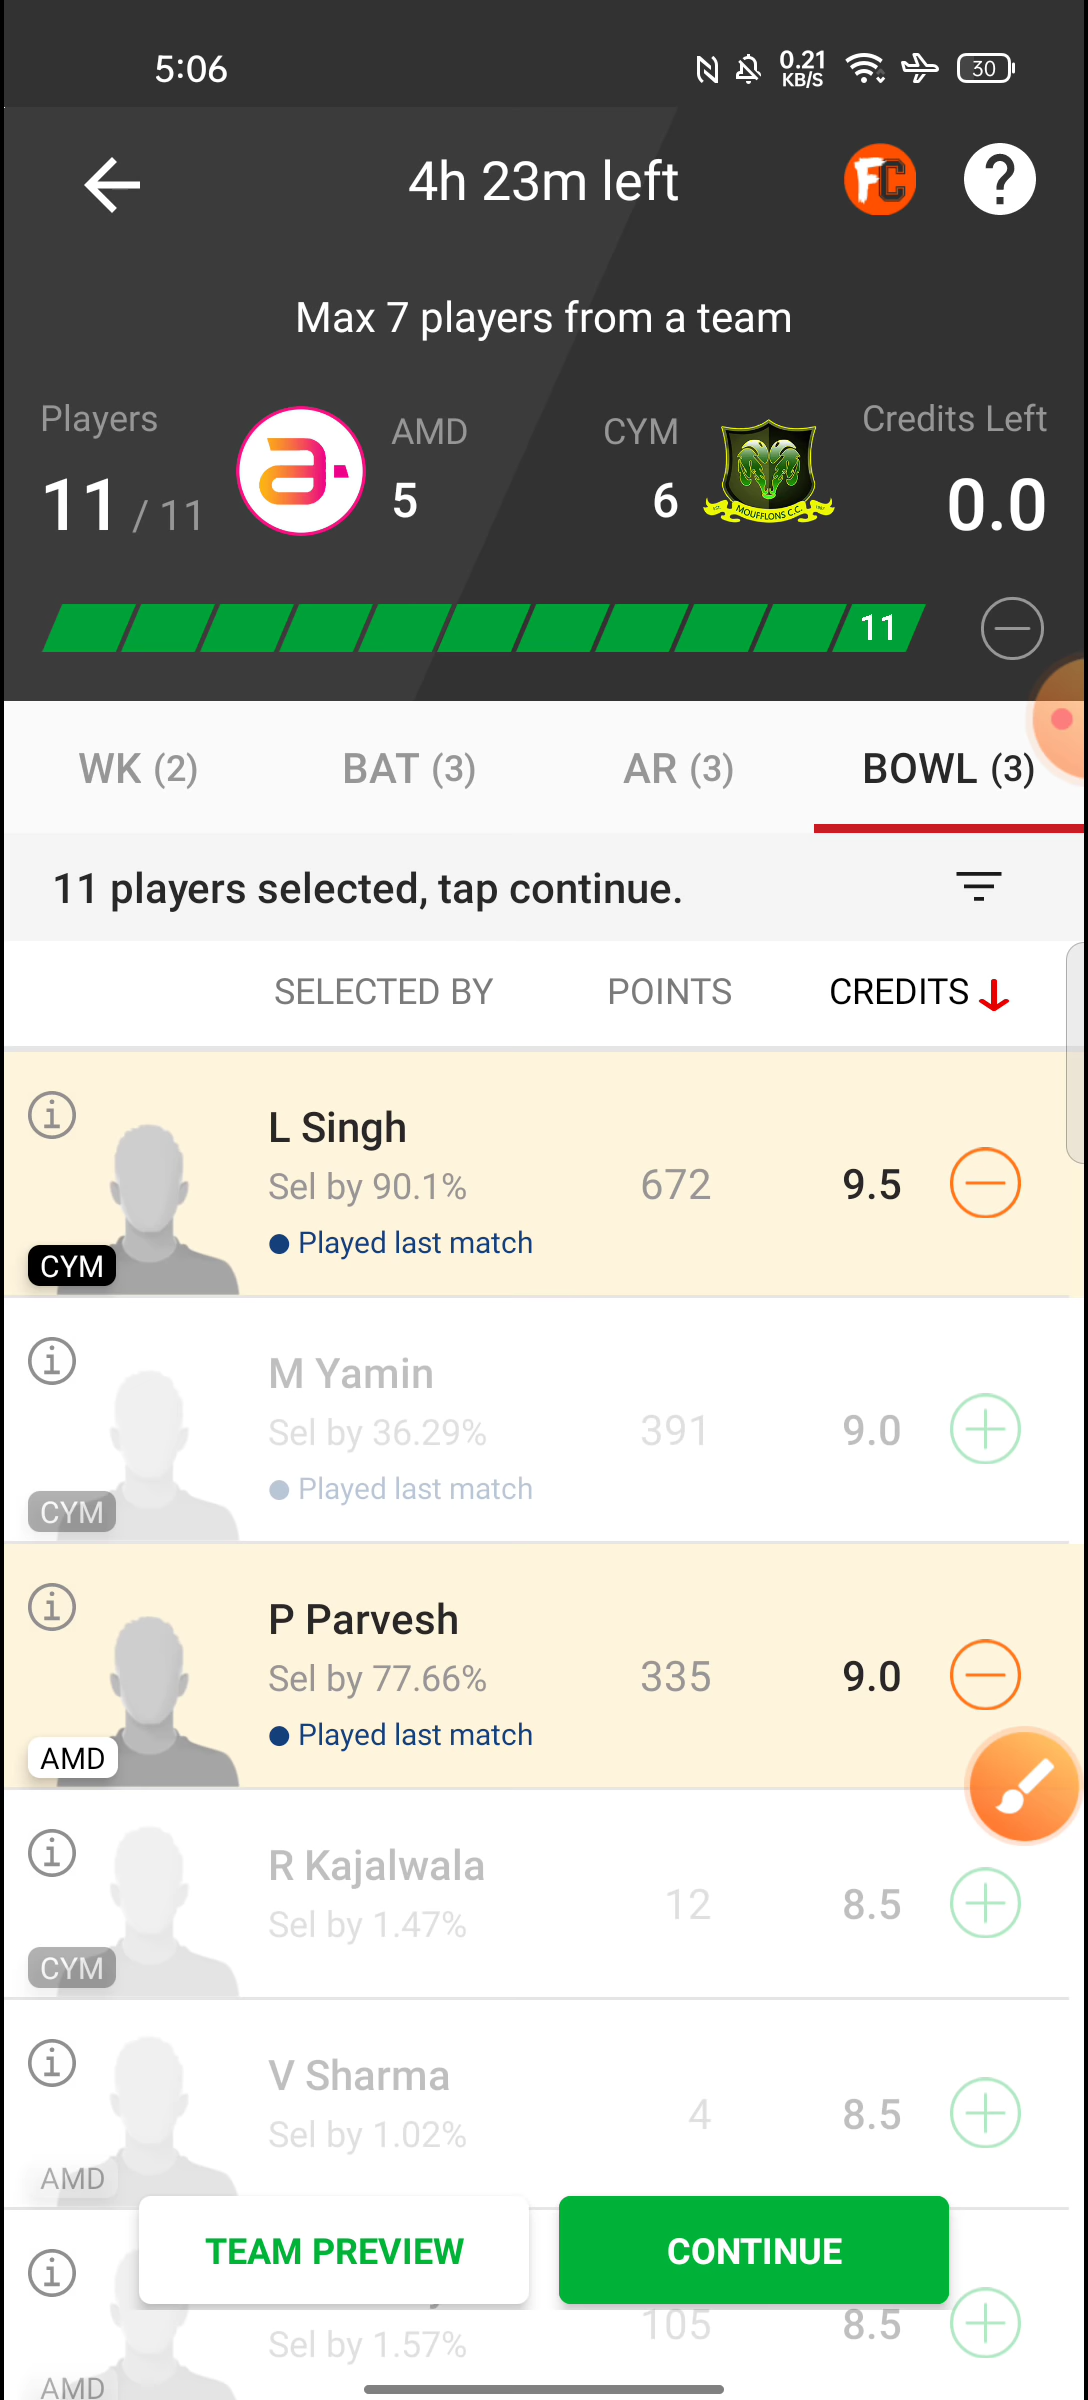 5:06
0.21
KB/S
30
4h 23m left
FC
?
Max 7 players from a team
Players
11 / 11
AMD
5
CYM
6
MOUFFLONS C.C.
Credits Left
0.0
11
WK (2)
BAT (3)
AR (3)
BOWL (3)
11 players selected, tap continue.
SELECTED BY
POINTS
CREDITS
L Singh
Sel by 90.1%
672
9.5
Played last match
CYM
M Yamin
Sel by 36.29%
391
9.0
Played last match
CYM
P Parvesh
Sel by 77.66%
335
9.0
Played last match
AMD
R Kajalwala
Sel by 1.47%
12
8.5
CYM
V Sharma
Sel by 1.02%
4
8.5
AMD
TEAM PREVIEW
CONTINUE
105
8.5
Sel by 1.57%
AMD